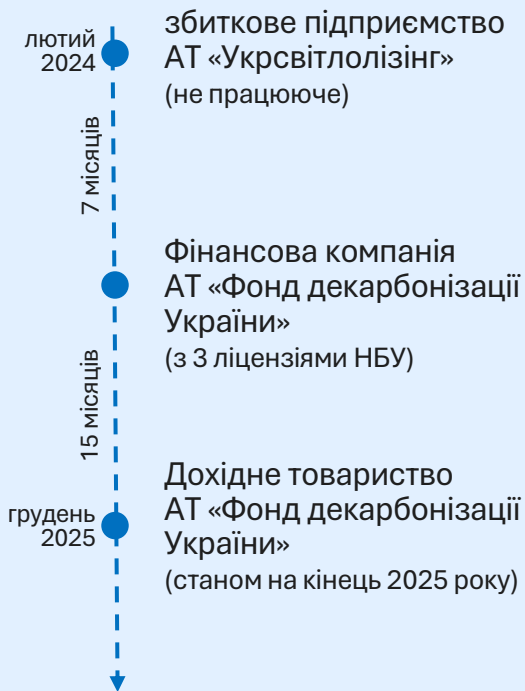 лютий
2024
збиткове підприємство
АТ «Укрсвітлолізінг»
(не працююче)
7 місяців
Фінансова компанія
АТ «Фонд декарбонізації
України»
(з 3 ліцензіями НБУ)
15 місяців
грудень
2025
Дохідне товариство
АТ «Фонд декарбонізації
України»
(станом на кінець 2025 року)